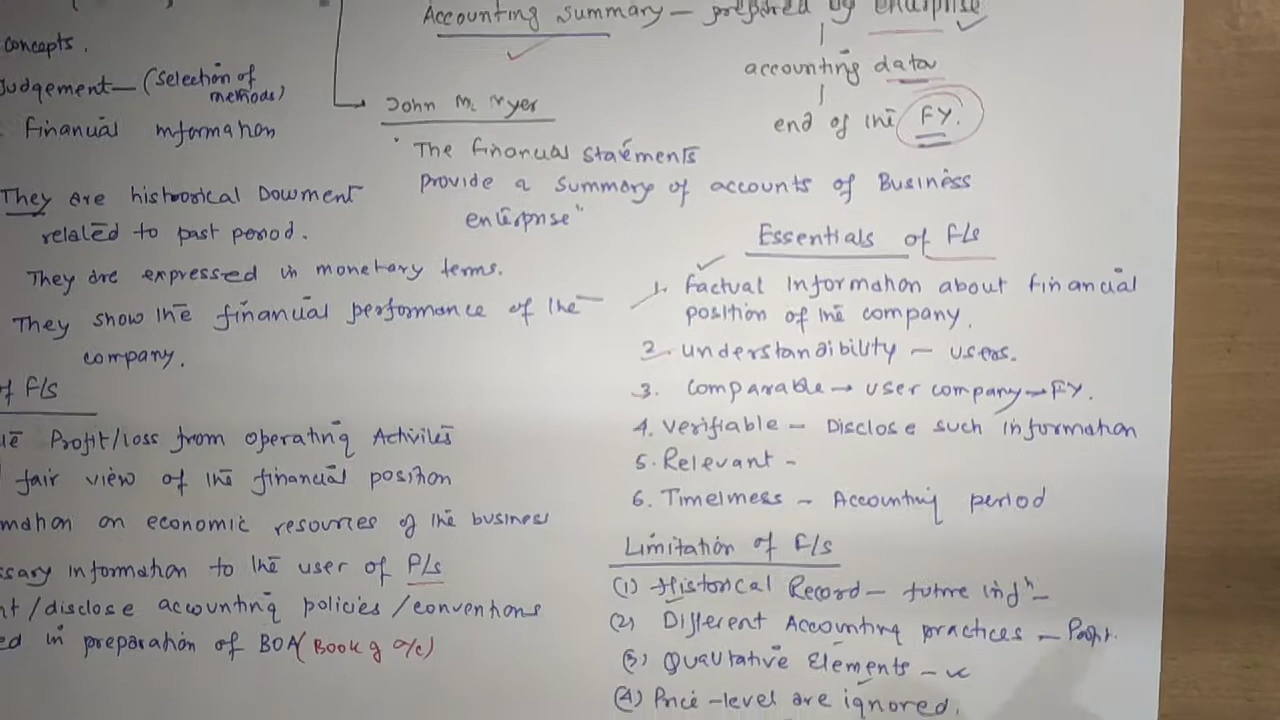 Accounting summary – prepared by enterprise
accounting data
end of the FY.
concepts.
Judgement – (Selection of
methods)
Financial information
John M. Myer
"The financial statements
provide a summary of accounts of Business
enterprise"
They are historical Document
related to past period.
They are expressed in monetary terms.
They show the financial performance of the
company.
of F/s
Profit/loss from operating Activities
fair view of the financial position
mation on economic resources of the business
ssary information to the user of F/s
nt/disclose accounting policies/conventions
ed in preparation of BOA (Book of a/c)
Essentials of F/s
1. Factual Information about financial
position of the company.
2. Understandibility – users.
3. Comparable → user company → FY.
4. Verifiable – Disclose such information
5. Relevant –
6. Timelmess – Accounting period
Limitation of F/s
(1) Historical Record – future infⁿ –
(2) Different Accounting practices – Profit.
(3) Qualitative Elements – x
(4) Price-level are ignored.